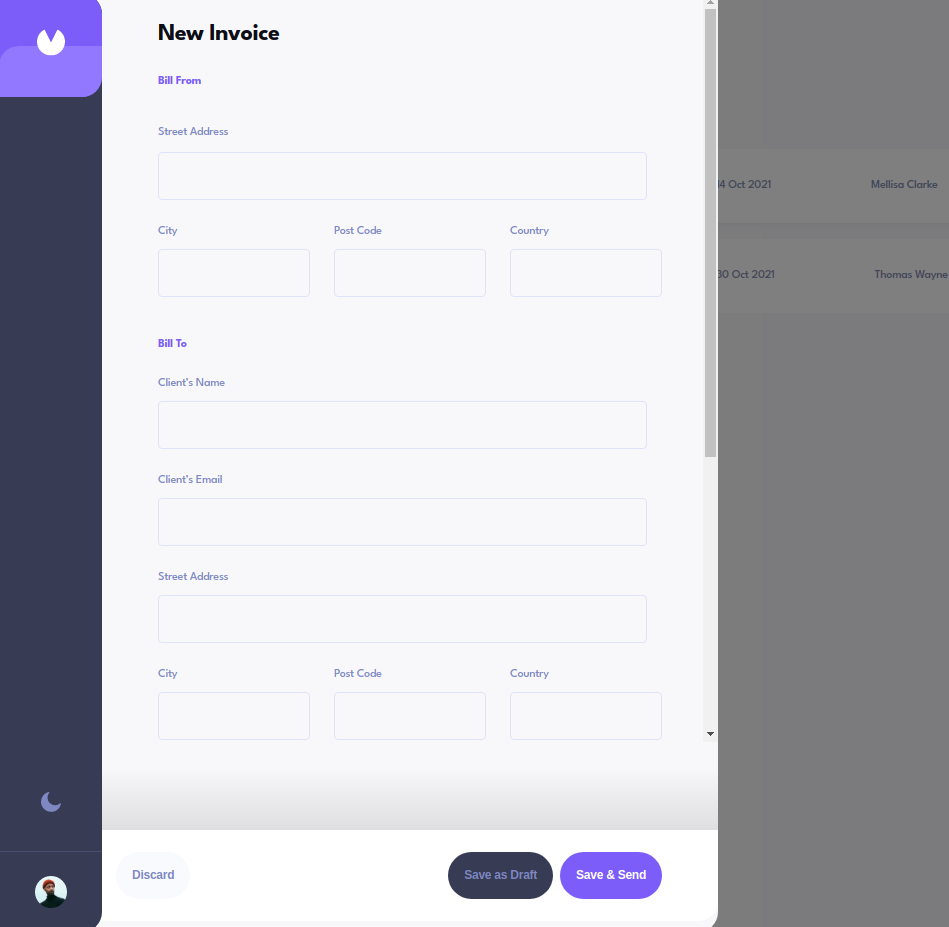 New Invoice
Bill From
Street Address
City Post Code Country
Bill To
Client's Name
Client's Email
Street Address
City Post Code Country
Discard Save as Draft Save & Send
14 Oct 2021 Mellisa Clarke
30 Oct 2021 Thomas Wayne